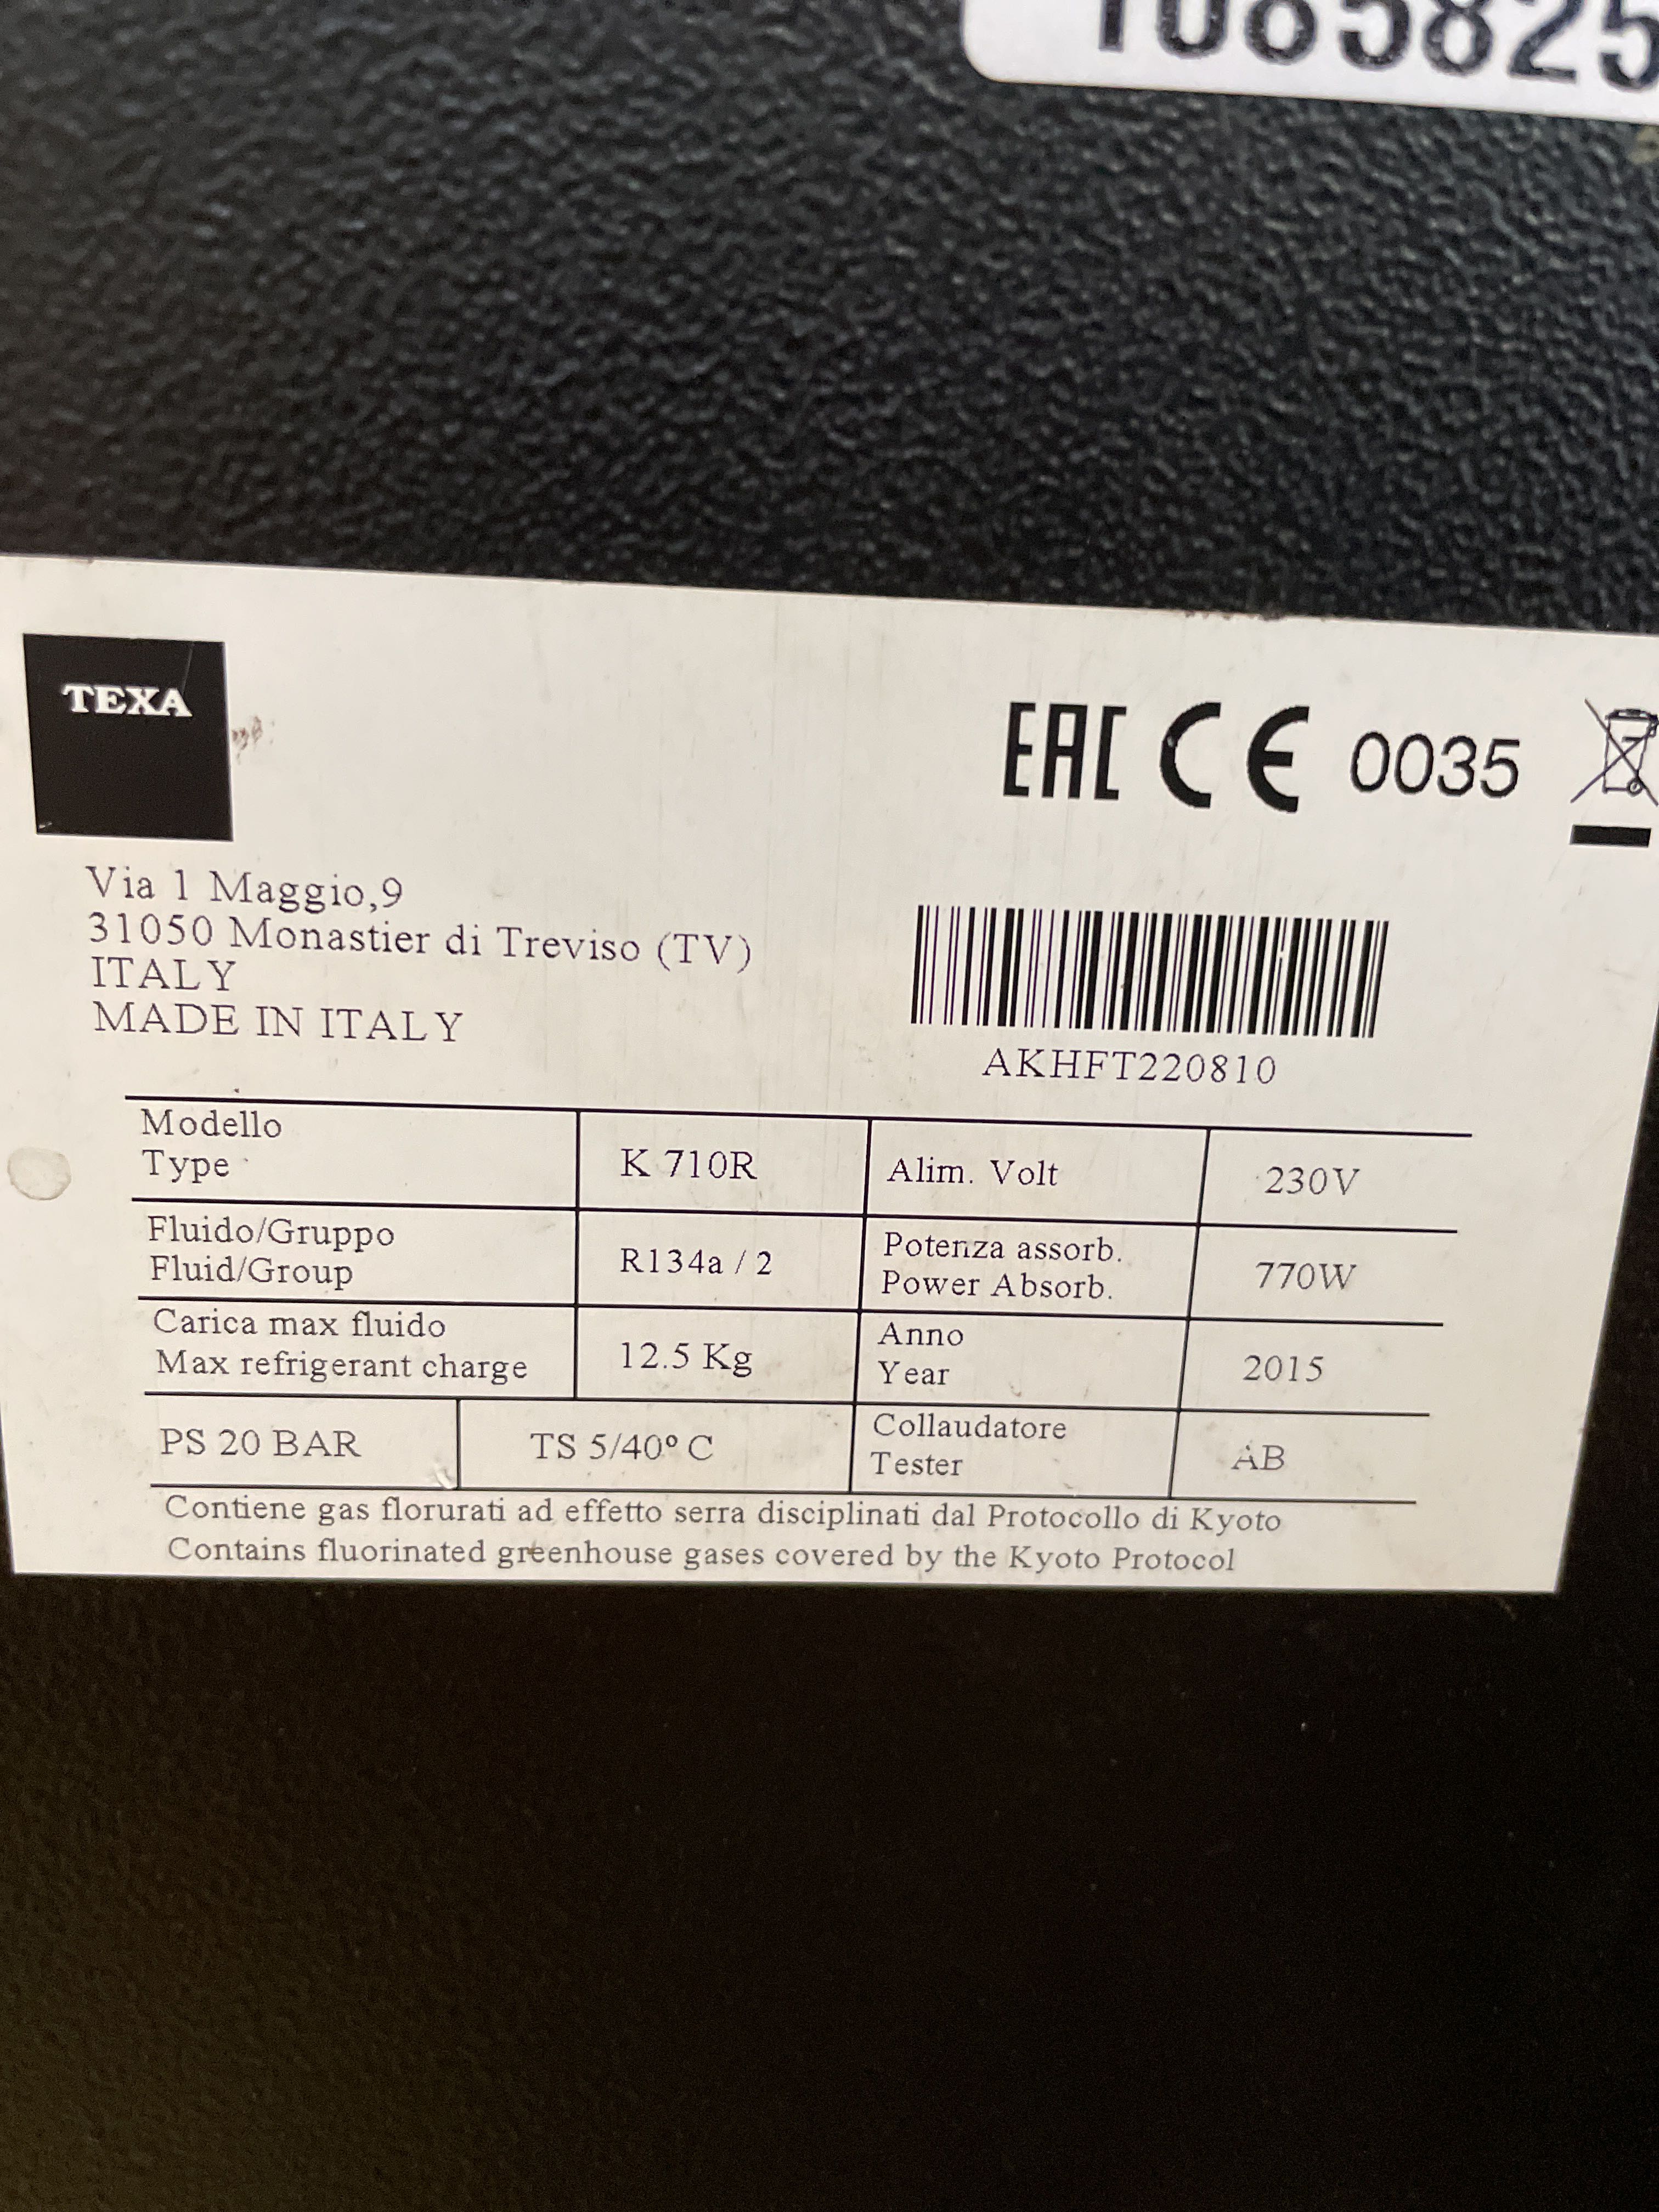 1085825
TEXA
EAC CE 0035
Via 1 Maggio,9
31050 Monastier di Treviso (TV)
ITALY
MADE IN ITALY
AKHFT220810
Modello
Type
K 710R
Alim. Volt
230V
Fluido/Gruppo
Fluid/Group
R134a / 2
Potenza assorb.
Power Absorb.
770W
Carica max fluido
Max refrigerant charge
12.5 Kg
Anno
Year
2015
PS 20 BAR
TS 5/40° C
Collaudatore
Tester
AB
Contiene gas florurati ad effetto serra disciplinati dal Protocollo di Kyoto
Contains fluorinated greenhouse gases covered by the Kyoto Protocol